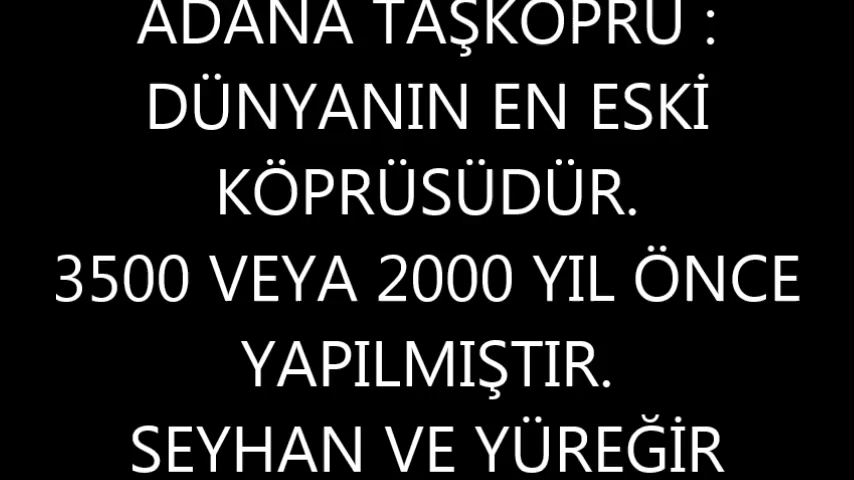 ADANA TAŞKÖPRÜ :
DÜNYANIN EN ESKİ
KÖPRÜSÜDÜR.
3500 VEYA 2000 YIL ÖNCE
YAPILMIŞTIR.
SEYHAN VE YÜREĞİR